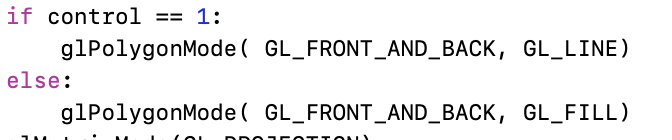 if control == 1:
    glPolygonMode( GL_FRONT_AND_BACK, GL_LINE)
else:
    glPolygonMode( GL_FRONT_AND_BACK, GL_FILL)